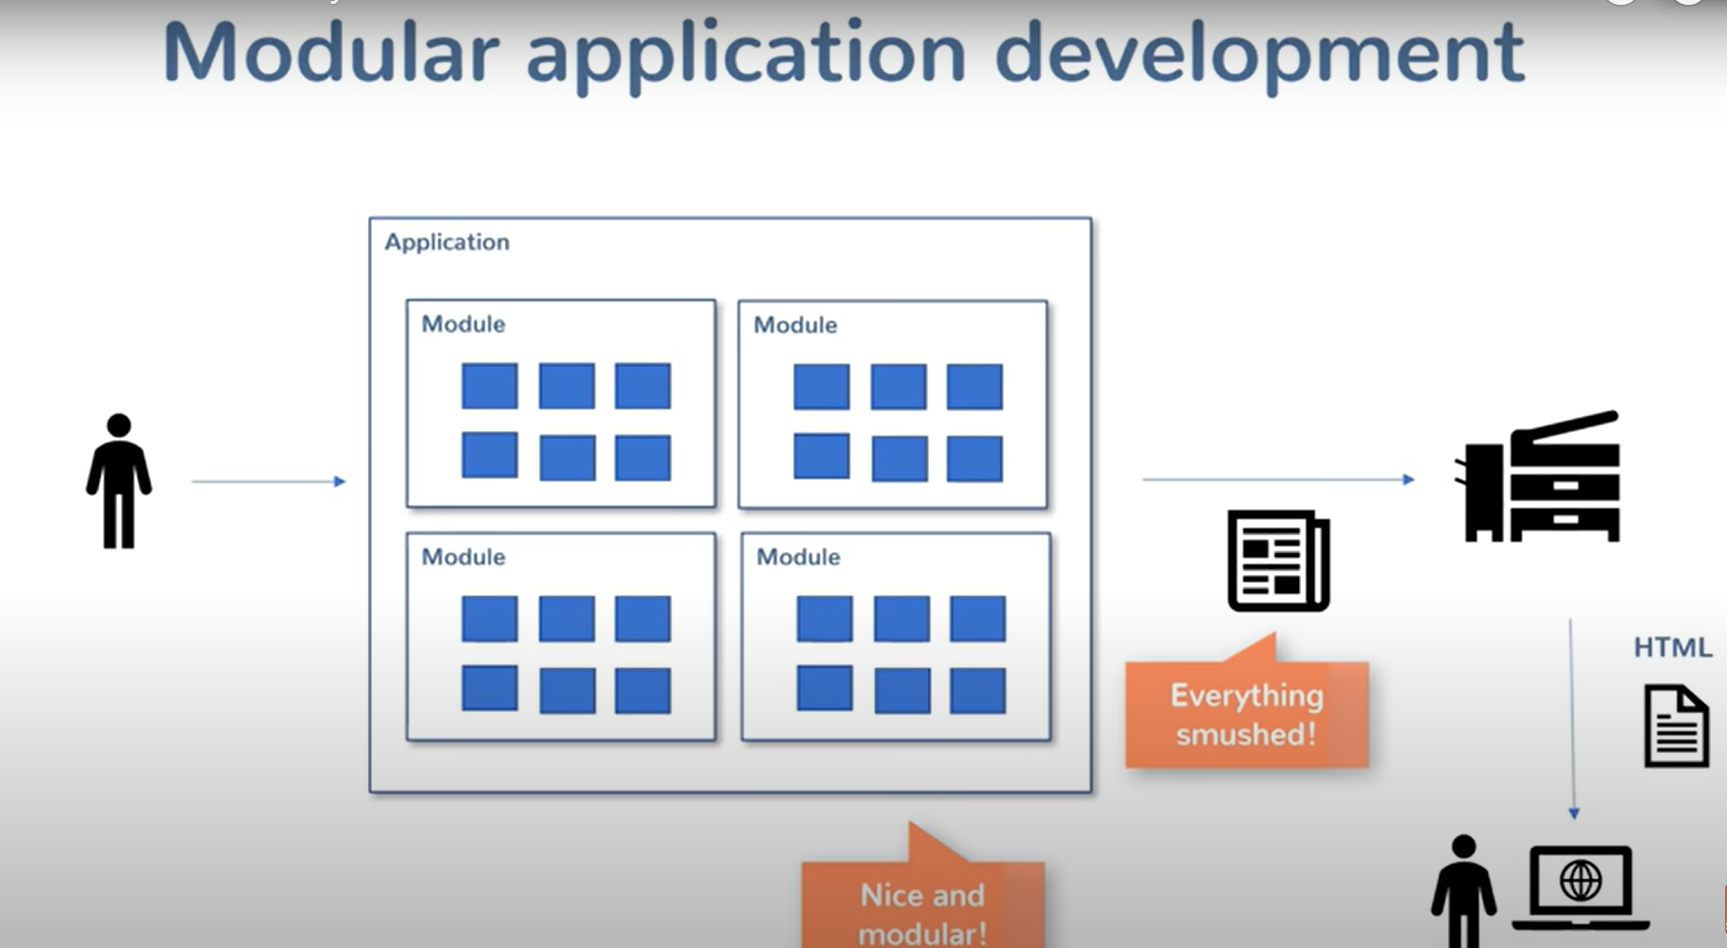 Modular application development
Application
Module
Module
Module
Module
Everything
smushed!
HTML
Nice and
modular!